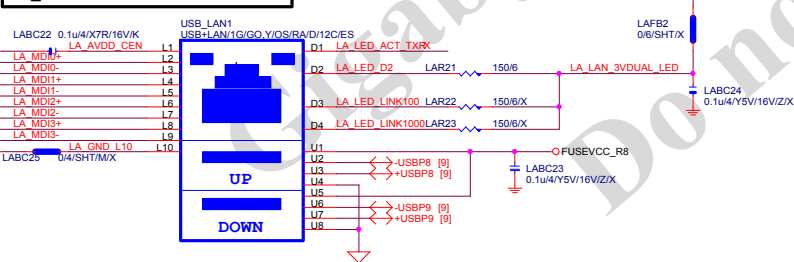 USB_LAN1
USB+LAN/1G/GO,Y/OS/RA/D/12C/ES
LABC22 0.1u/4/X7R/16V/K
LA_AVDD_CEN L1
LA_MDI0+ L2
LA_MDI0- L3
LA_MDI1+ L4
LA_MDI1- L5
LA_MDI2+ L6
LA_MDI2- L7
LA_MDI3+ L8
LA_MDI3- L9
LA_GND_L10 L10
LABC25 0/4/SHT/M/X
UP
DOWN
D1 LA_LED_ACT_TXRX
D2 LA_LED_D2 LAR21 150/6 LA_LAN_3VDUAL_LED
D3 LA_LED_LINK100 LAR22 150/6/X
D4 LA_LED_LINK1000 LAR23 150/6/X
U1 FUSEVCC_R8
U2 -USBP8 [9]
U3 +USBP8 [9]
U4
U5
U6 -USBP9 [9]
U7 +USBP9 [9]
U8
LAFB2
0/6/SHT/X
LABC24
0.1u/4/Y5V/16V/Z/X
LABC23
0.1u/4/Y5V/16V/Z/X
Gigab
Do no